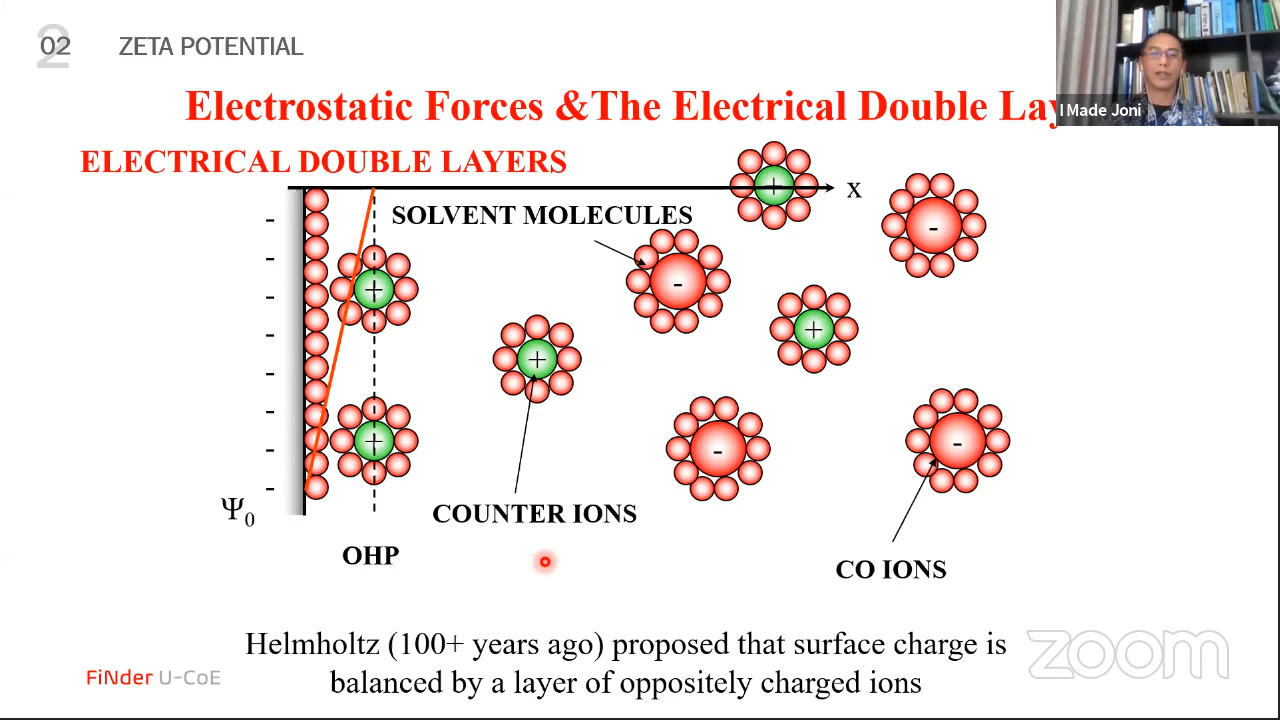 02
ZETA POTENTIAL
Electrostatic Forces &The Electrical Double Lay
I Made Joni
ELECTRICAL DOUBLE LAYERS
x
SOLVENT MOLECULES
+
+
+
+
+
-
-
-
-
-
-
-
-
-
-
-
-
Ψ0
COUNTER IONS
OHP
CO IONS
Helmholtz (100+ years ago) proposed that surface charge is
balanced by a layer of oppositely charged ions
FiNder U-CoE
zoom